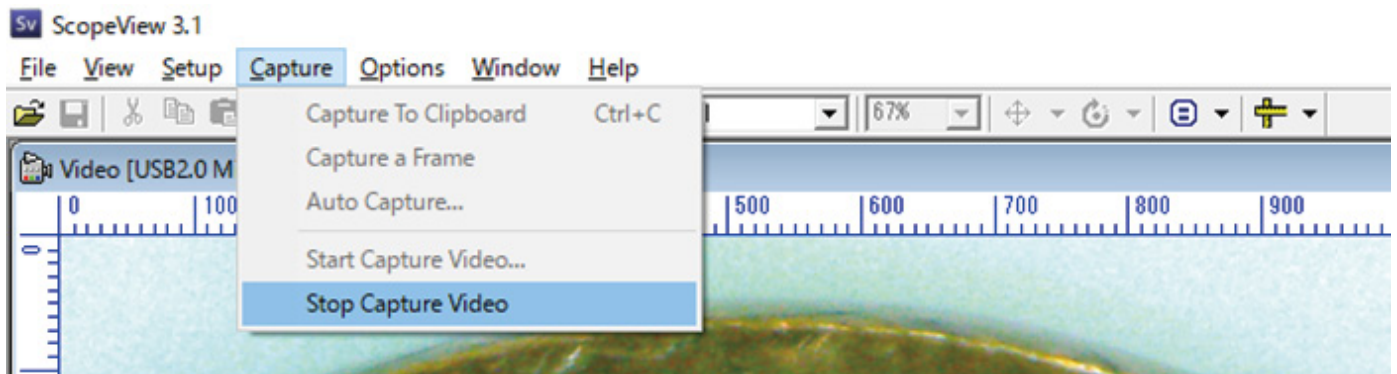 Sv ScopeView 3.1
File View Setup Capture Options Window Help
Capture To Clipboard Ctrl+C
67%
Capture a Frame
Video [USB2.0 M
Auto Capture...
0 100 500 600 700 800 900
Start Capture Video...
0
Stop Capture Video